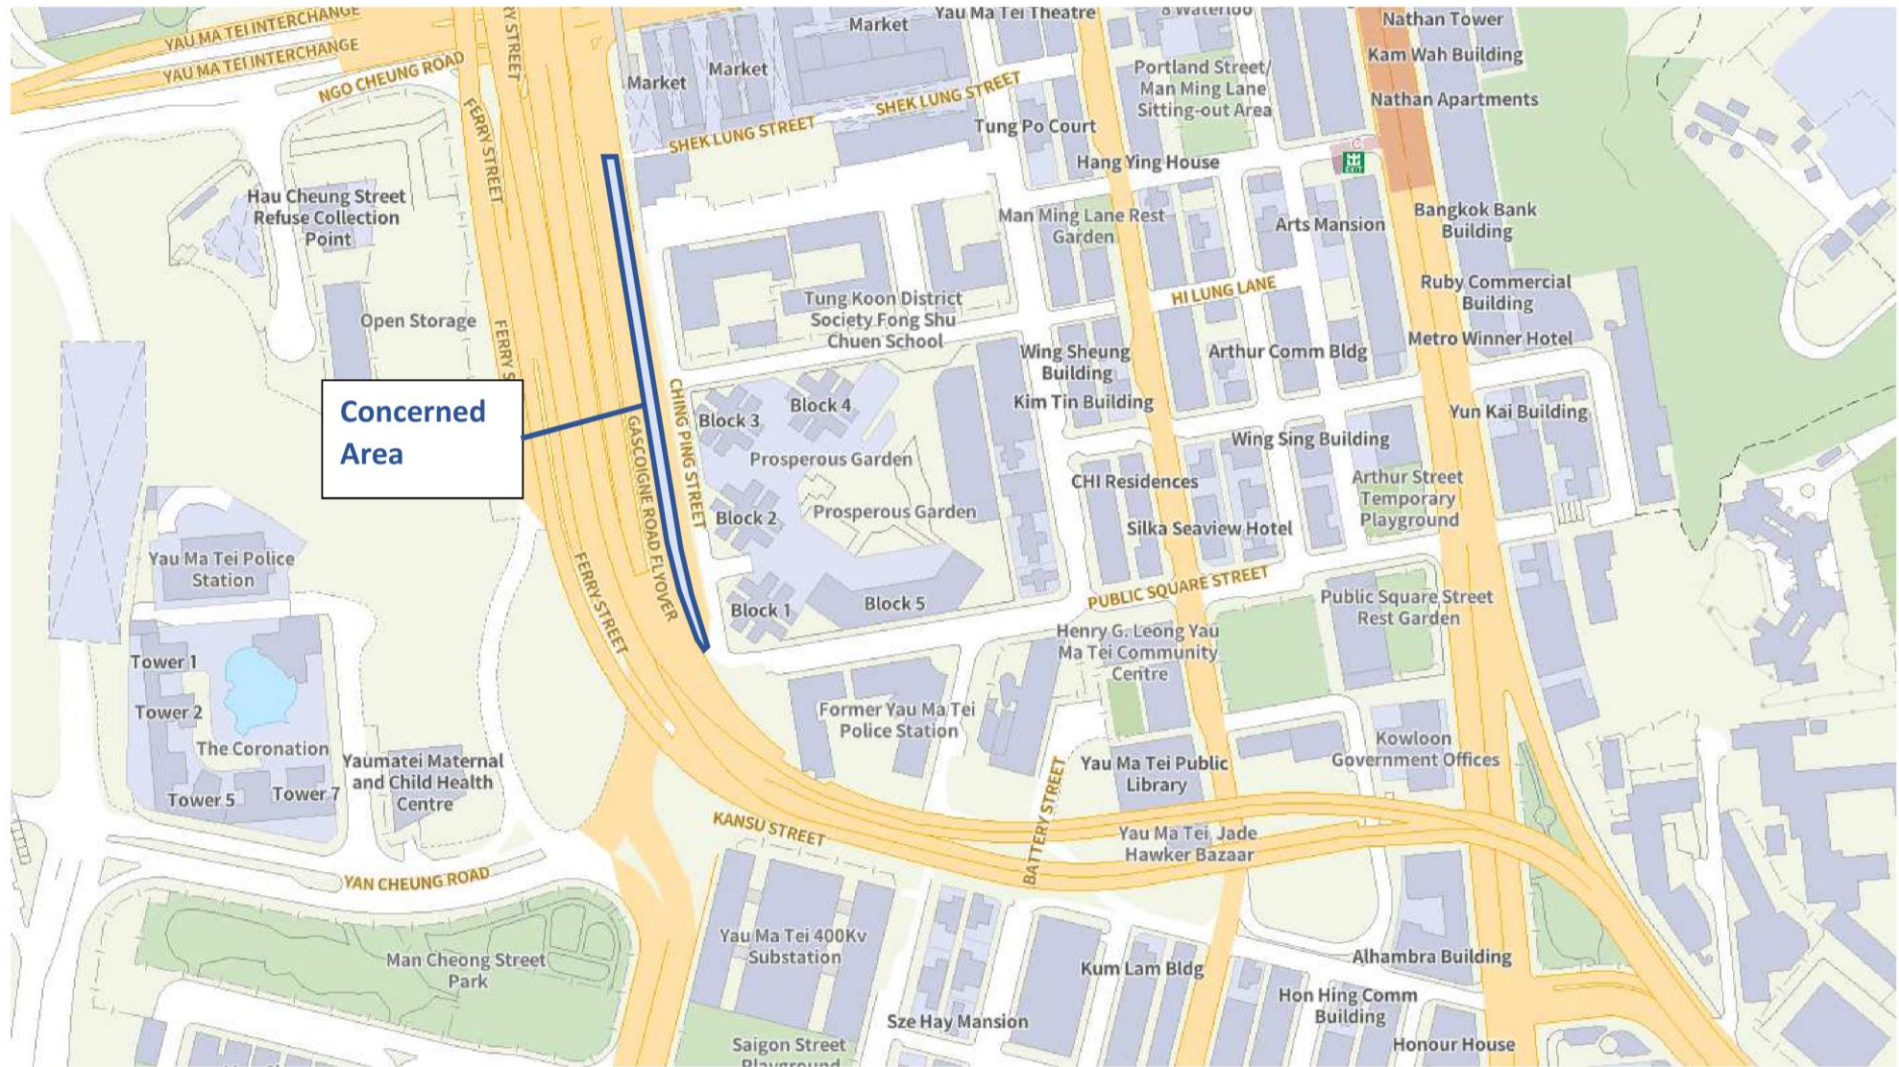 YAU MA TEI INTERCHANGE
YAU MA TEI INTERCHANGE
NGO CHEUNG ROAD
RY STREET
FERRY STREET
Market
Market
Market
Yau Ma Tei Theatre
8 Waterloo
Nathan Tower
Kam Wah Building
Nathan Apartments
Portland Street/
Man Ming Lane
Sitting-out Area
SHEK LUNG STREET
SHEK LUNG STREET
Tung Po Court
Hang Ying House
C
EXIT
Hau Cheung Street
Refuse Collection
Point
Man Ming Lane Rest
Garden
Arts Mansion
Bangkok Bank
Building
Open Storage
FERRY S
Tung Koon District
Society Fong Shu
Chuen School
HI LUNG LANE
Ruby Commercial
Building
Metro Winner Hotel
Wing Sheung
Building
Arthur Comm Bldg
Kim Tin Building
Concerned
Area
GASCOIGNE ROAD FLYOVER
CHING PING STREET
Block 3
Block 4
Prosperous Garden
Yun Kai Building
Wing Sing Building
CHI Residences
Arthur Street
Temporary
Playground
Block 2
Prosperous Garden
Silka Seaview Hotel
Yau Ma Tei Police
Station
FERRY STREET
Block 1
Block 5
PUBLIC SQUARE STREET
Public Square Street
Rest Garden
Henry G. Leong Yau
Ma Tei Community
Centre
Tower 1
Tower 2
The Coronation
Tower 5
Tower 7
Former Yau Ma Tei
Police Station
Yaumatei Maternal
and Child Health
Centre
Kowloon
Government Offices
BATTERY STREET
Yau Ma Tei Public
Library
KANSU STREET
Yau Ma Tei Jade
Hawker Bazaar
YAN CHEUNG ROAD
Man Cheong Street
Park
Yau Ma Tei 400Kv
Substation
Kum Lam Bldg
Alhambra Building
Hon Hing Comm
Building
Sze Hay Mansion
Saigon Street
Playground
Honour House